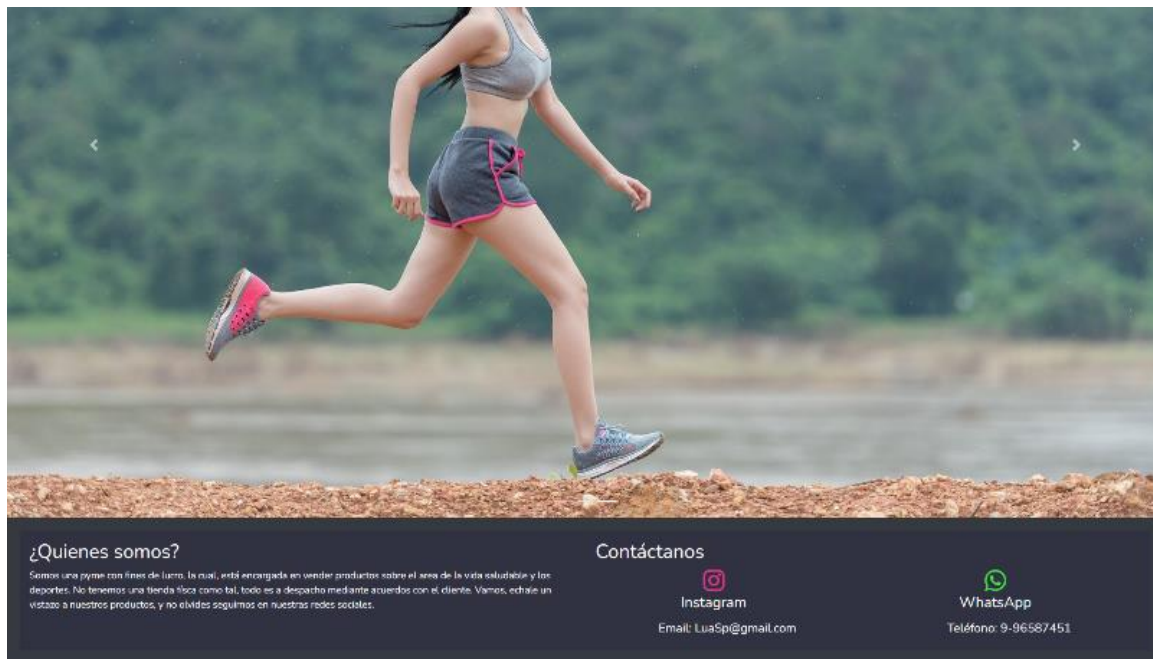 ¿Quienes somos?
Somos una pyme con fines de lucro, la cual, está encargada en vender productos sobre el area de la vida saludable y los
deportes. No tenemos una tienda física como tal, todo es a despacho mediante acuerdos con el cliente. Vamos, echale un
vistazo a nuestros productos, y no olvides seguirnos en nuestras redes sociales.
Contáctanos
Instagram
Email: LuaSp@gmail.com
WhatsApp
Teléfono: 9-96587451